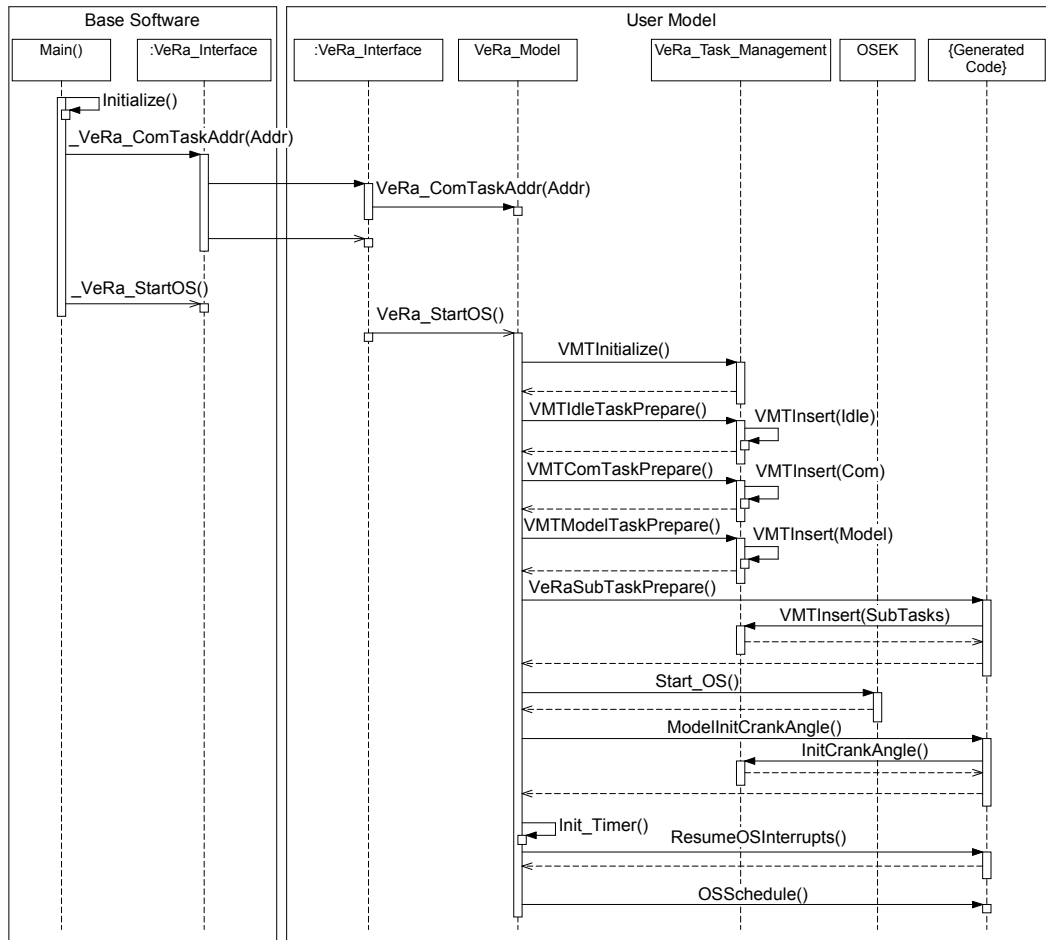 Base Software
User Model
Main()
:VeRa_Interface
:VeRa_Interface
VeRa_Model
VeRa_Task_Management
OSEK
{Generated
Code}
Initialize()
_VeRa_ComTaskAddr(Addr)
VeRa_ComTaskAddr(Addr)
_VeRa_StartOS()
VeRa_StartOS()
VMTInitialize()
VMTIdleTaskPrepare()
VMTInsert(Idle)
VMTComTaskPrepare()
VMTInsert(Com)
VMTModelTaskPrepare()
VMTInsert(Model)
VeRaSubTaskPrepare()
VMTInsert(SubTasks)
Start_OS()
ModelInitCrankAngle()
InitCrankAngle()
Init_Timer()
ResumeOSInterrupts()
OSSchedule()